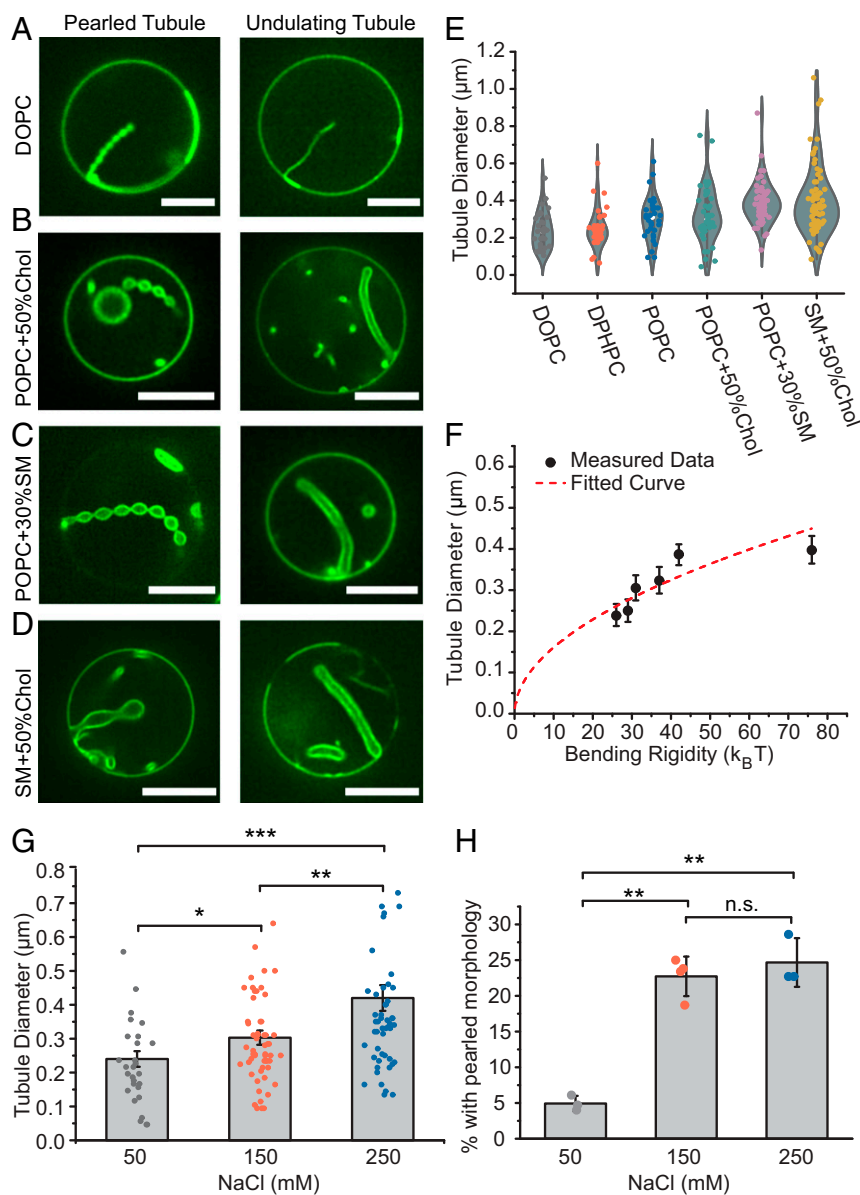 A
Pearled Tubule
Undulating Tubule
DOPC
B
POPC+50%Chol
C
POPC+30%SM
D
SM+50%Chol
E
Tubule Diameter (µm)
1.2
1.0
0.8
0.6
0.4
0.2
0.0
DOPC
DPHPC
POPC
POPC+50%Chol
POPC+30%SM
SM+50%Chol
F
Measured Data
Fitted Curve
Tubule Diameter (µm)
0.6
0.5
0.4
0.3
0.2
0.1
0.0
0 10 20 30 40 50 60 70 80
Bending Rigidity (kBT)
G
***
**
*
Tubule Diameter (µm)
0.8
0.7
0.6
0.5
0.4
0.3
0.2
0.1
0.0
50 150 250
NaCl (mM)
H
**
**
n.s.
% with pearled morphology
30
25
20
15
10
5
0
50 150 250
NaCl (mM)